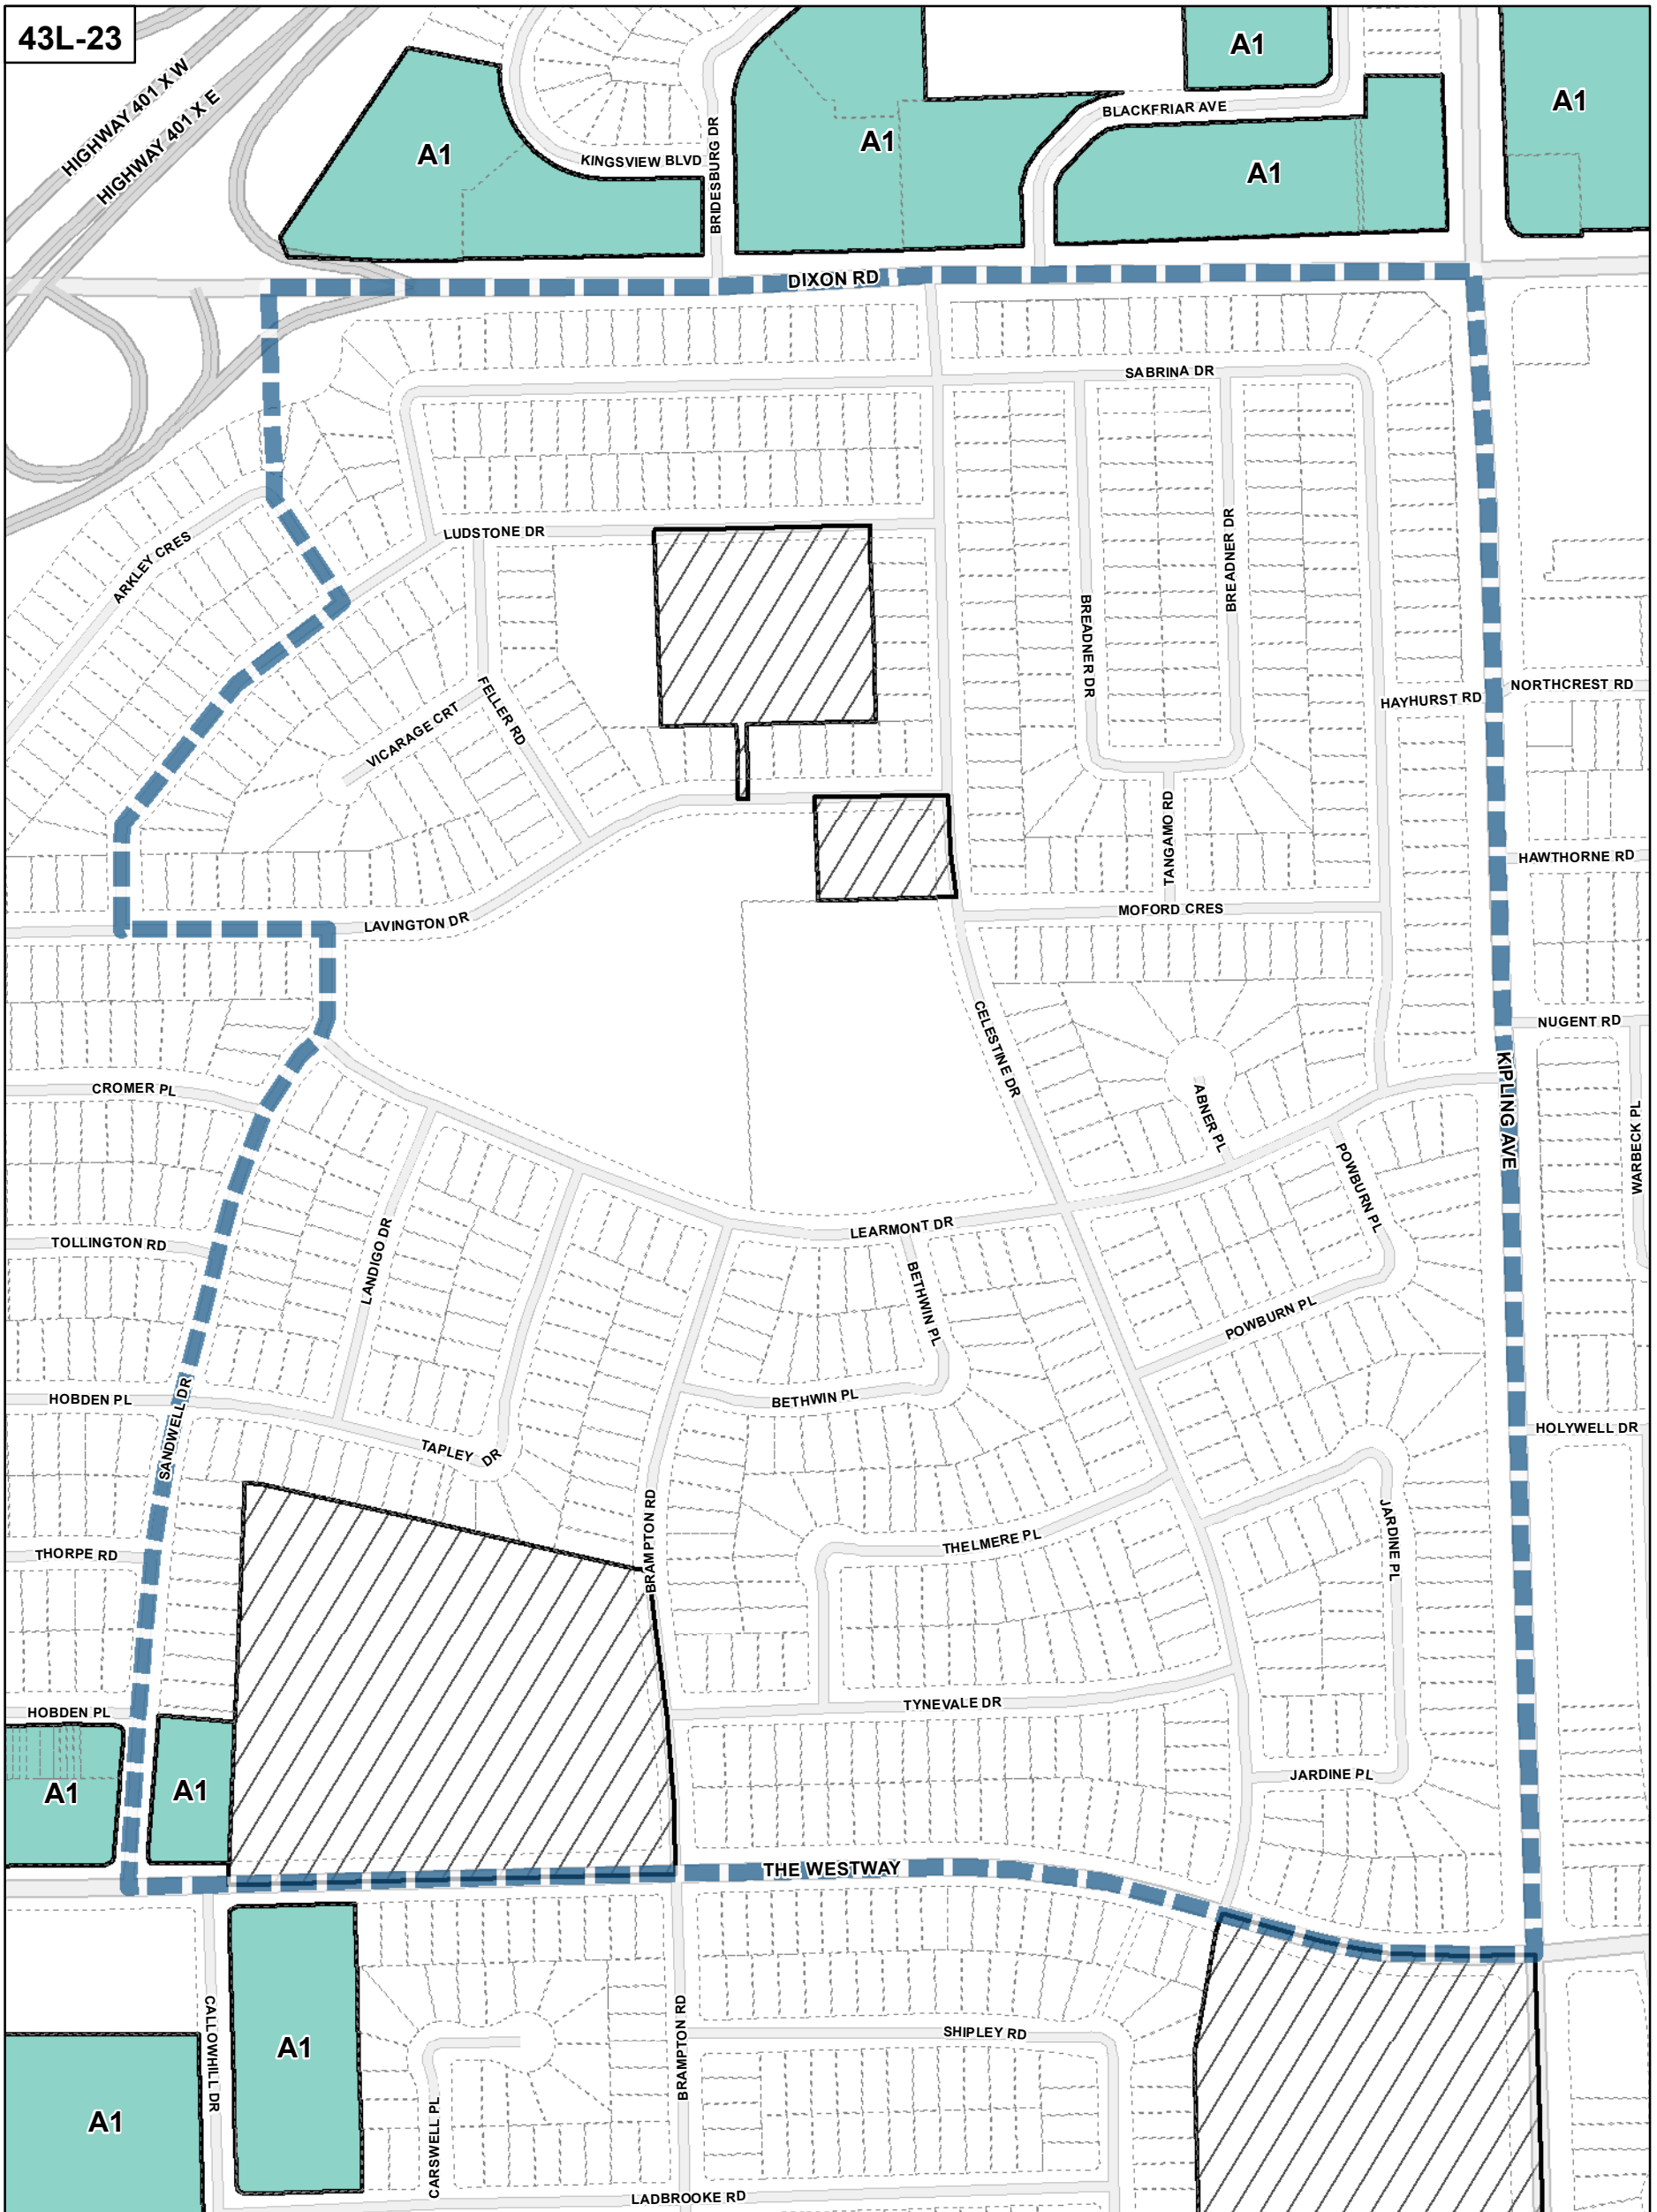 43L-23
HIGHWAY 401 X W
HIGHWAY 401 X E
A1
KINGSVIEW BLVD
BRIDESBURG DR
A1
A1
BLACKFRIAR AVE
A1
A1
DIXON RD
SABRINA DR
LUDSTONE DR
ARKLEY CRES
BREADNER DR
BREADNER DR
VICARAGE CRT
FELLER RD
HAYHURST RD
NORTHCREST RD
TANGAMO RD
HAWTHORNE RD
LAVINGTON DR
MOFORD CRES
CELESTINE DR
NUGENT RD
KIPLING AVE
CROMER PL
ABNER PL
WARBECK PL
POWBURN PL
TOLLINGTON RD
LANDIGO DR
LEARMONT DR
BETHWIN PL
POWBURN PL
HOBDEN PL
SANDWELL DR
BETHWIN PL
HOLYWELL DR
TAPLEY DR
BRAMPTON RD
THORPE RD
THELMERE PL
JARDINE PL
HOBDEN PL
TYNEVALE DR
A1
A1
JARDINE PL
THE WESTWAY
CALLOWHILL DR
A1
BRAMPTON RD
SHIPLEY RD
A1
CARSWELL PL
LADBROOKE RD